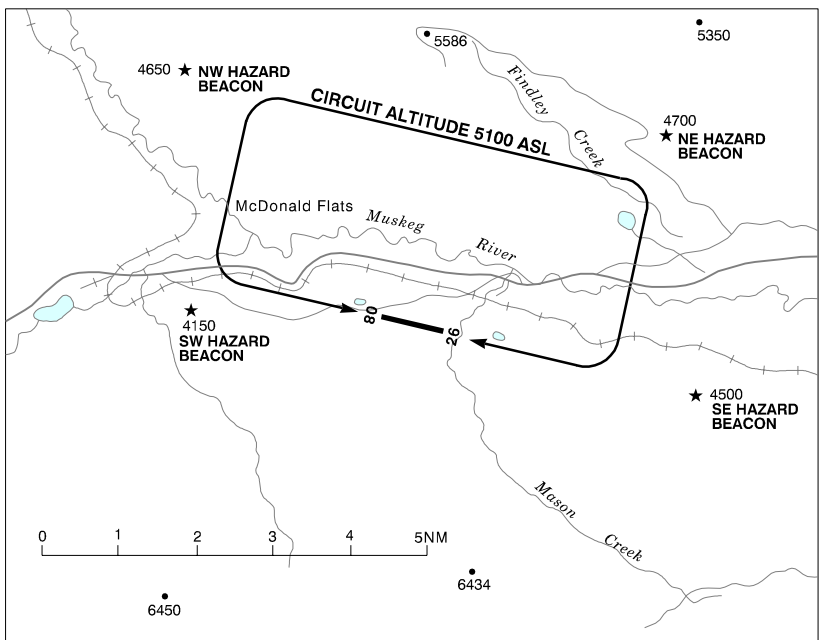 5350
5586
4650
NW HAZARD
BEACON
Findley
Creek
CIRCUIT ALTITUDE 5100 ASL
4700
NE HAZARD
BEACON
McDonald Flats
Muskeg
River
08
26
4150
SW HAZARD
BEACON
4500
SE HAZARD
BEACON
Mason
Creek
0 1 2 3 4 5NM
6434
6450